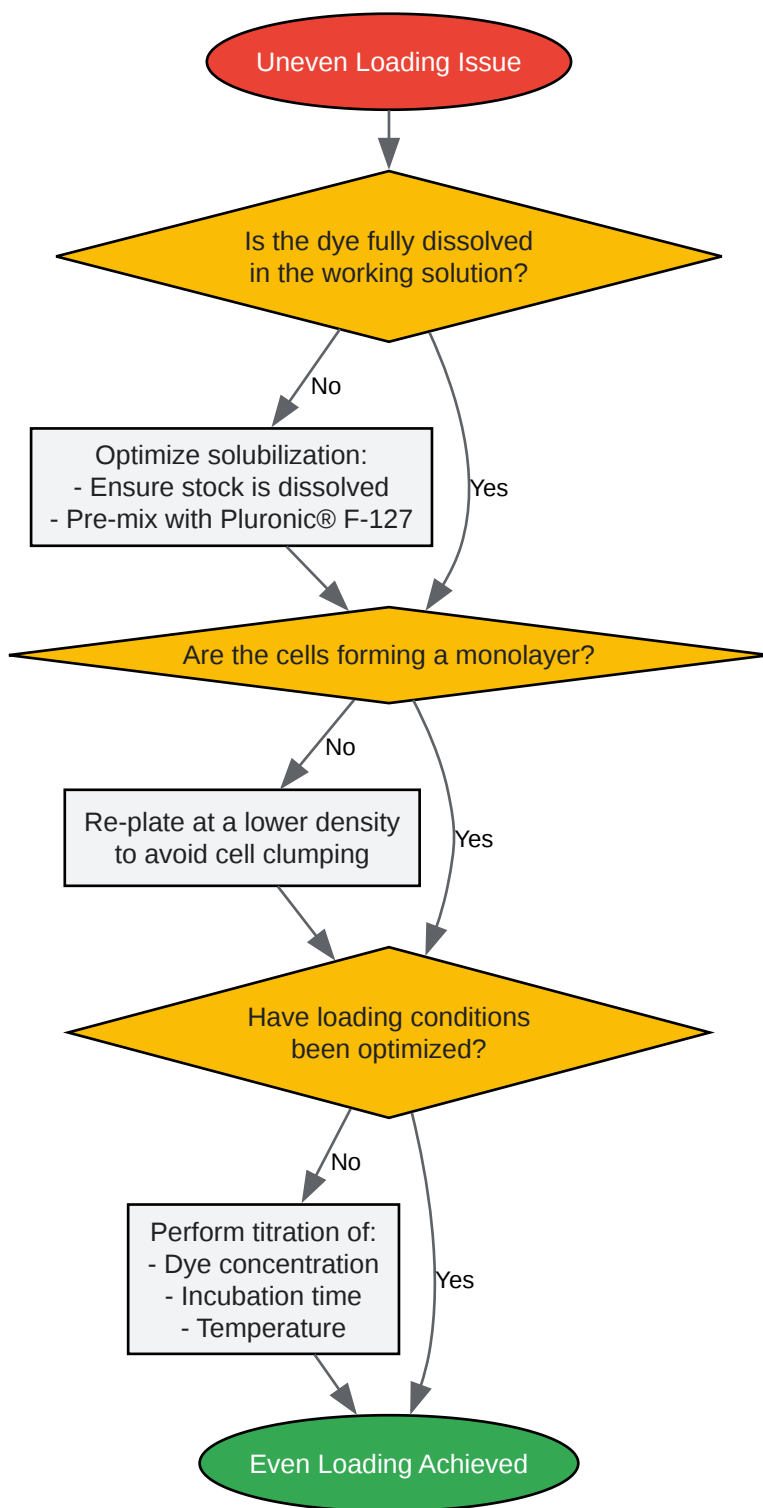 Uneven Loading Issue
Is the dye fully dissolved
in the working solution?
No
Optimize solubilization:
- Ensure stock is dissolved
- Pre-mix with Pluronic® F-127
Yes
Are the cells forming a monolayer?
No
Re-plate at a lower density
to avoid cell clumping
Yes
Have loading conditions
been optimized?
No
Perform titration of:
- Dye concentration
- Incubation time
- Temperature
Yes
Even Loading Achieved